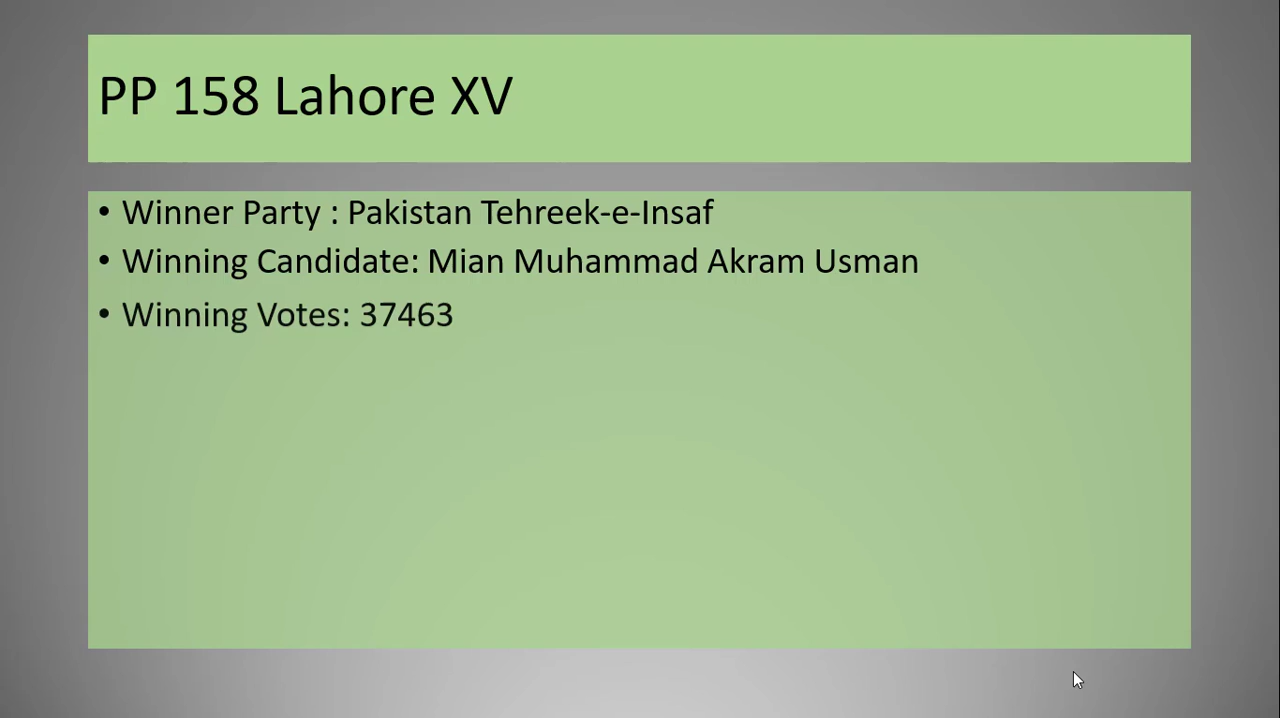 PP 158 Lahore XV
• Winner Party : Pakistan Tehreek-e-Insaf
• Winning Candidate: Mian Muhammad Akram Usman
• Winning Votes: 37463